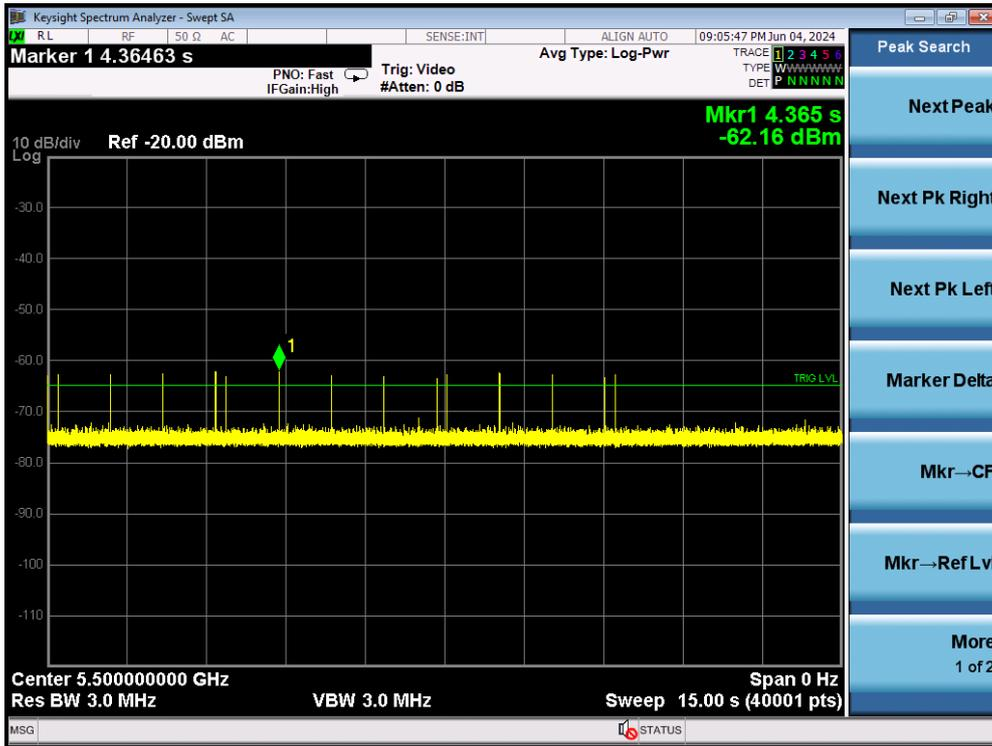 Keysight Spectrum Analyzer - Swept SA
LXI RL RF 50 Ω AC SENSE:INT ALIGN AUTO 09:05:47 PM Jun 04, 2024
Marker 1 4.36463 s
PNO: Fast
IFGain:High
Trig: Video
#Atten: 0 dB
Avg Type: Log-Pwr
TRACE 1 2 3 4 5 6
TYPE WWWWWW
DET P N N N N N
Mkr1 4.365 s
-62.16 dBm
10 dB/div Ref -20.00 dBm
Log
-30.0
-40.0
-50.0
-60.0
-70.0
-80.0
-90.0
-100
-110
1
TRIG LVL
Center 5.500000000 GHz
Span 0 Hz
Res BW 3.0 MHz
VBW 3.0 MHz
Sweep 15.00 s (40001 pts)
MSG
STATUS
Peak Search
Next Peak
Next Pk Right
Next Pk Left
Marker Delta
Mkr→CF
Mkr→Ref Lvl
More
1 of 2